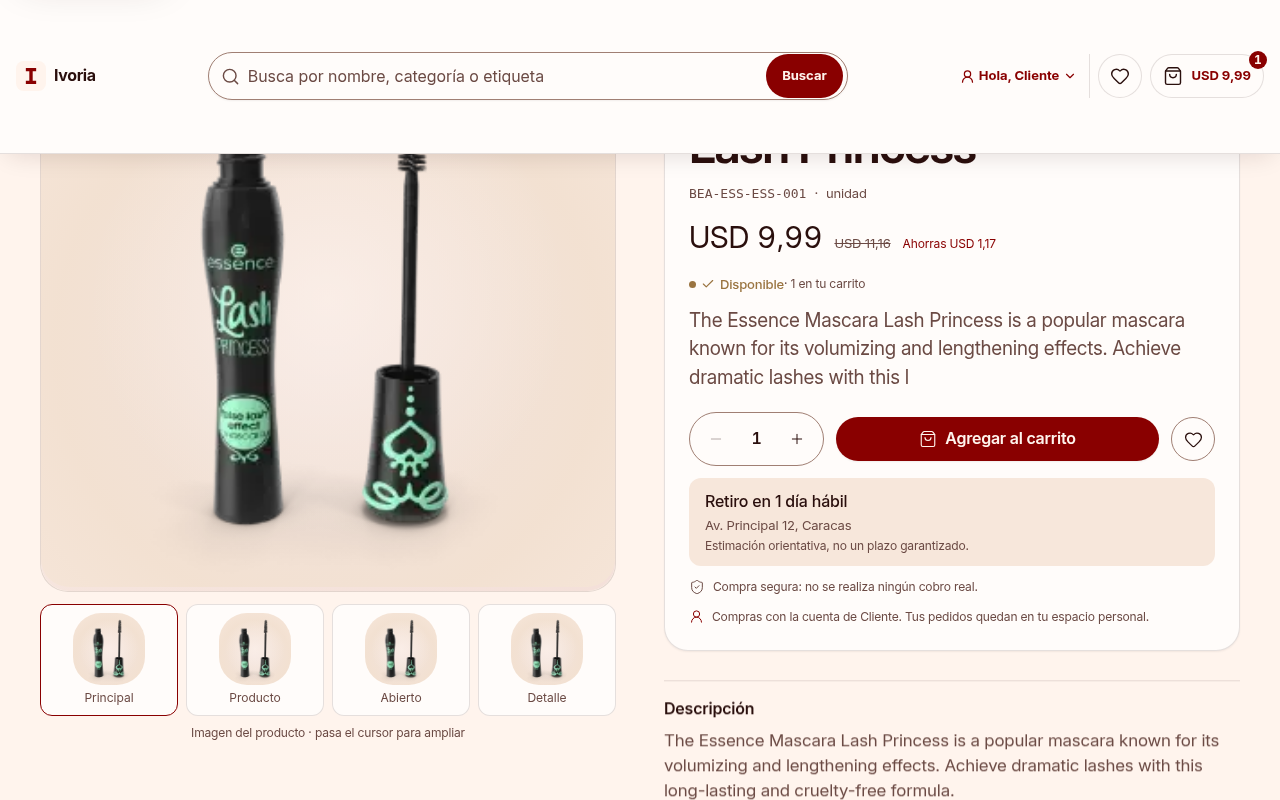 I Ivoria
Busca por nombre, categoría o etiqueta
Buscar
Hola, Cliente
USD 9,99
1
Lash Princess
BEA-ESS-ESS-001 · unidad
USD 9,99 USD 11,16 Ahorras USD 1,17
Disponible · 1 en tu carrito
The Essence Mascara Lash Princess is a popular mascara
known for its volumizing and lengthening effects. Achieve
dramatic lashes with this l
1
Agregar al carrito
Retiro en 1 día hábil
Av. Principal 12, Caracas
Estimación orientativa, no un plazo garantizado.
Compra segura: no se realiza ningún cobro real.
Compras con la cuenta de Cliente. Tus pedidos quedan en tu espacio personal.
essence
Lash
PRINCESS
false lash
effect
mascara
Principal
Producto
Abierto
Detalle
Imagen del producto · pasa el cursor para ampliar
Descripción
The Essence Mascara Lash Princess is a popular mascara known for its
volumizing and lengthening effects. Achieve dramatic lashes with this
long-lasting and cruelty-free formula.